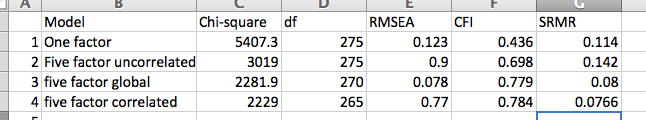 A B C D E F G
Model Chi-square df RMSEA CFI SRMR
1 One factor 5407.3 275 0.123 0.436 0.114
2 Five factor uncorrelated 3019 275 0.9 0.698 0.142
3 five factor global 2281.9 270 0.078 0.779 0.08
4 five factor correlated 2229 265 0.77 0.784 0.0766